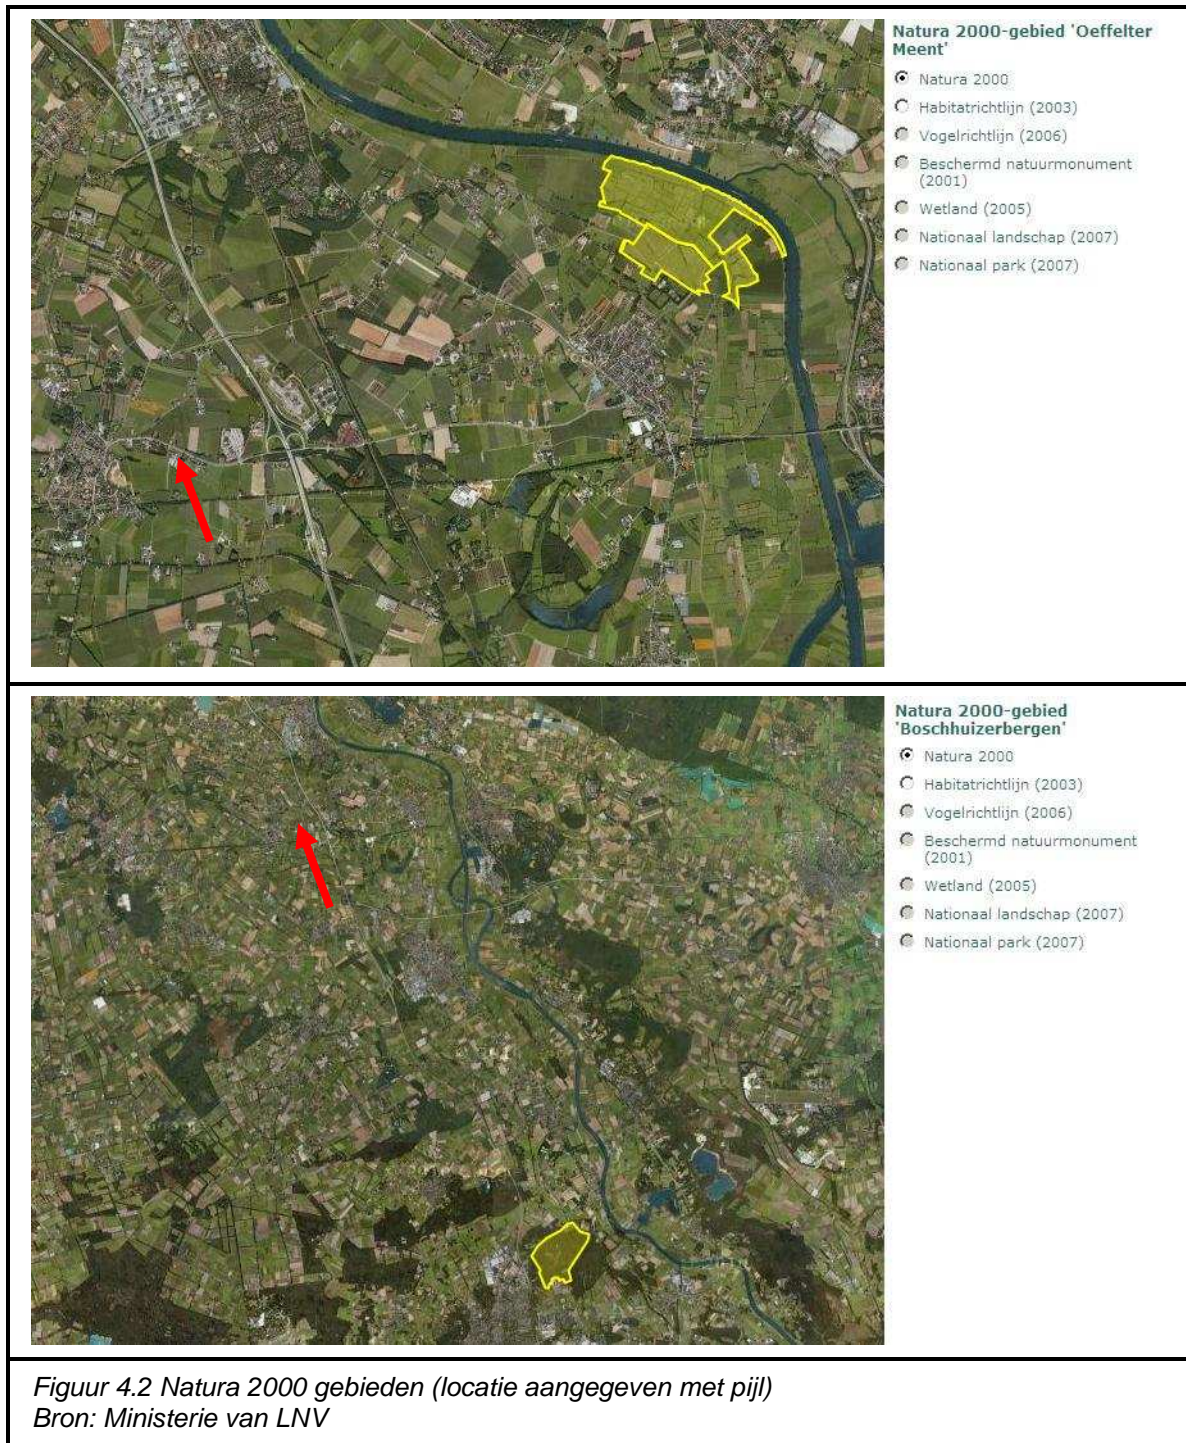 Natura 2000-gebied 'Oeffelter
Meent'
Natura 2000
Habitatrichtlijn (2003)
Vogelrichtlijn (2006)
Beschermd natuurmonument
(2001)
Wetland (2005)
Nationaal landschap (2007)
Nationaal park (2007)
Natura 2000-gebied
'Boschhuizerbergen'
Natura 2000
Habitatrichtlijn (2003)
Vogelrichtlijn (2006)
Beschermd natuurmonument
(2001)
Wetland (2005)
Nationaal landschap (2007)
Nationaal park (2007)
Figuur 4.2 Natura 2000 gebieden (locatie aangegeven met pijl)
Bron: Ministerie van LNV